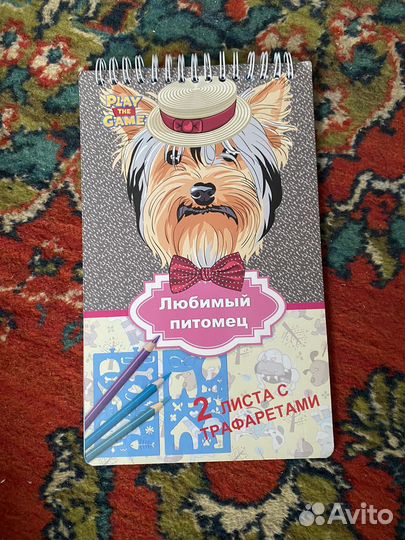 PLAY
THE
GAME
Любимый
питомец
2 ЛИСТА С
ТРАФАРЕТАМИ
Avito